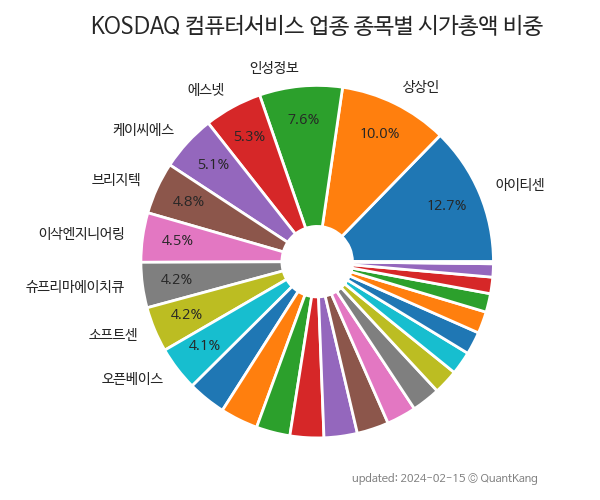 KOSDAQ 컴퓨터서비스 업종 종목별 시가총액 비중
인성정보
상상인
에스넷
7.6%
10.0%
케이씨에스
5.3%
5.1%
브리지텍
아이티센
4.8%
12.7%
이삭엔지니어링
4.5%
슈프리마에이치큐
4.2%
소프트센
4.2%
오픈베이스
4.1%
updated: 2024-02-15 © QuantKang